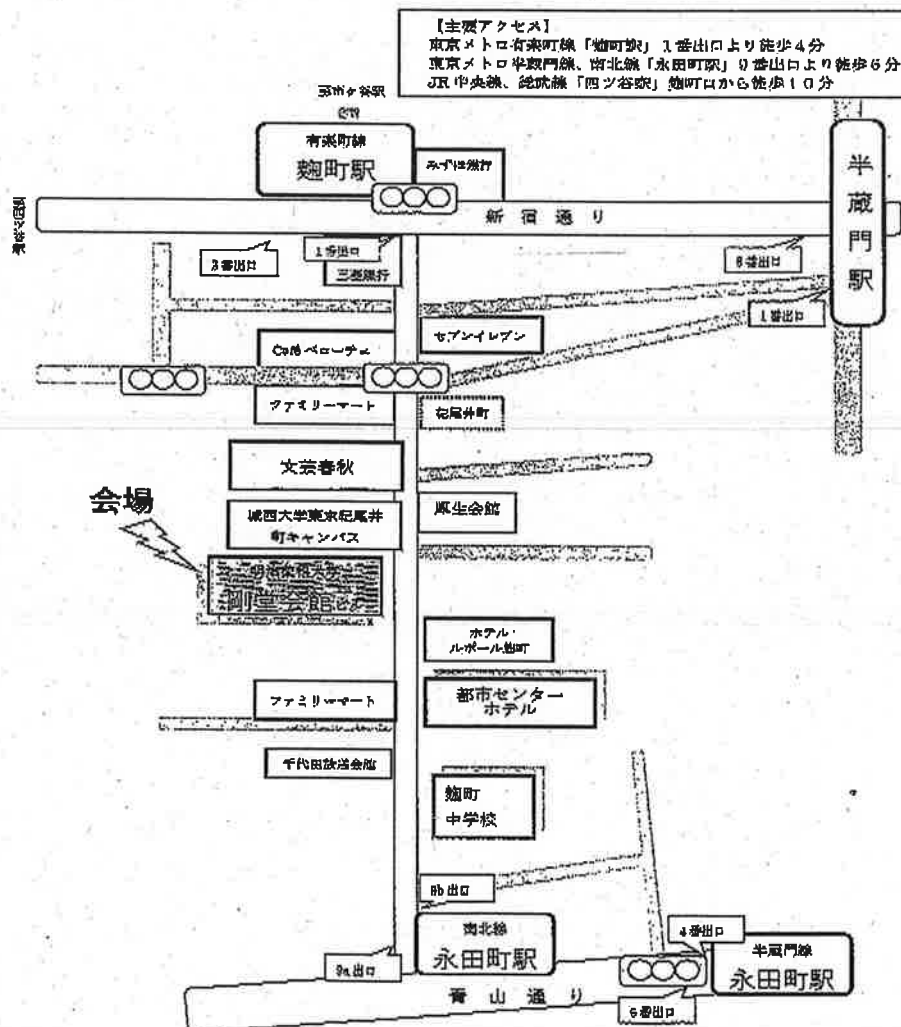 【主要アクセス】
東京メトロ有楽町線「麹町駅」1番出口より徒歩4分
東京メトロ半蔵門線、南北線「永田町駅」9番出口より徒歩6分
JR中央線、総武線「四ツ谷駅」麹町口から徒歩10分
有楽町線
麹町駅
みずほ銀行
半蔵門駅
新宿通り
3番出口
1番出口
三菱銀行
6番出口
1番出口
Caféベローチェ
セブンイレブン
ファミリーマート
紀尾井町
文芸春秋
会場
城西大学東京紀尾井
町キャンパス
厚生会館
剛堂会館ビル
ホテル・
ルポール麹町
ファミリーマート
都市センター
ホテル
千代田放送会館
麹町
中学校
9b出口
南北線
永田町駅
9a出口
4番出口
半蔵門線
永田町駅
青山通り